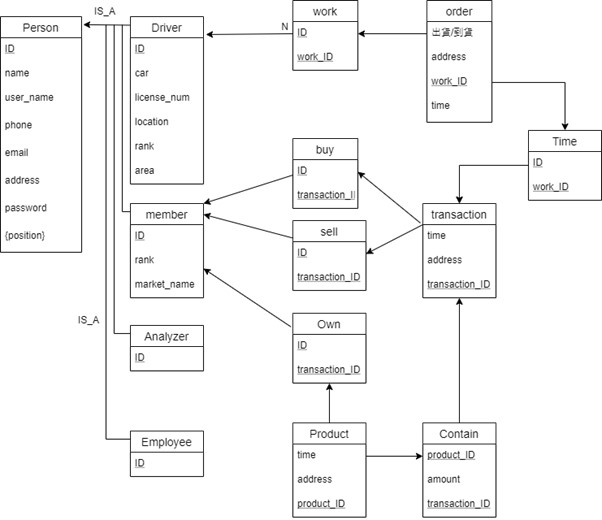 IS_A
Person
ID
name
user_name
phone
email
address
password
{position}
Driver
ID
car
license_num
location
rank
area
N
work
ID
work_ID
order
出貨/到貨
address
work_ID
time
Time
ID
work_ID
buy
ID
transaction_I
sell
ID
transaction_ID
transaction
time
address
transaction_ID
member
ID
rank
market_name
Own
ID
transaction_ID
IS_A
Analyzer
ID
Employee
ID
Product
time
address
product_ID
Contain
product_ID
amount
transaction_ID